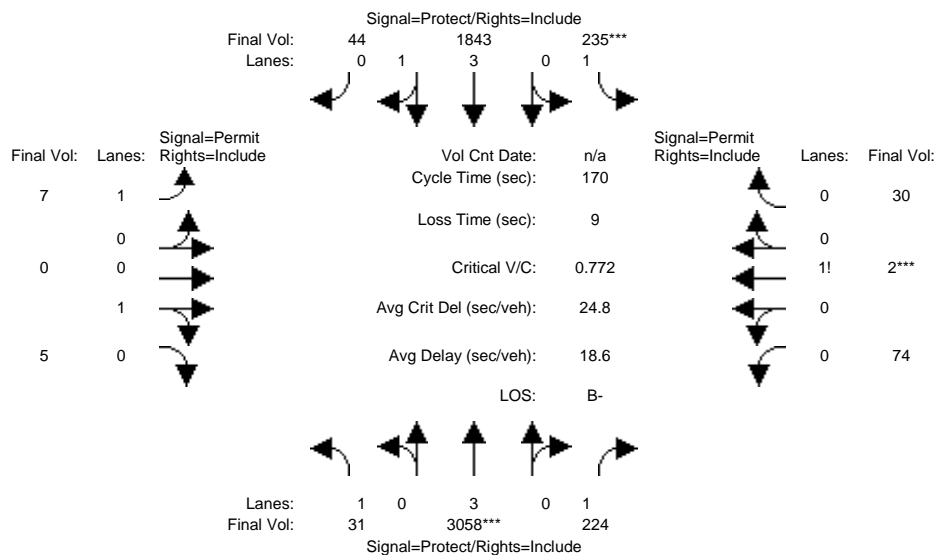 Signal=Protect/Rights=Include
Final Vol: 44 1843 235***
Lanes: 0 1 3 0 1
Signal=Permit
Final Vol: Lanes: Rights=Include
Vol Cnt Date: n/a
Signal=Permit
Rights=Include Lanes: Final Vol:
Cycle Time (sec): 170
7 1
0 30
Loss Time (sec): 9
0
0
0 0
Critical V/C: 0.772
1! 2***
1
Avg Crit Del (sec/veh): 24.8
0
5 0
Avg Delay (sec/veh): 18.6
0 74
LOS: B-
Lanes: 1 0 3 0 1
Final Vol: 31 3058*** 224
Signal=Protect/Rights=Include